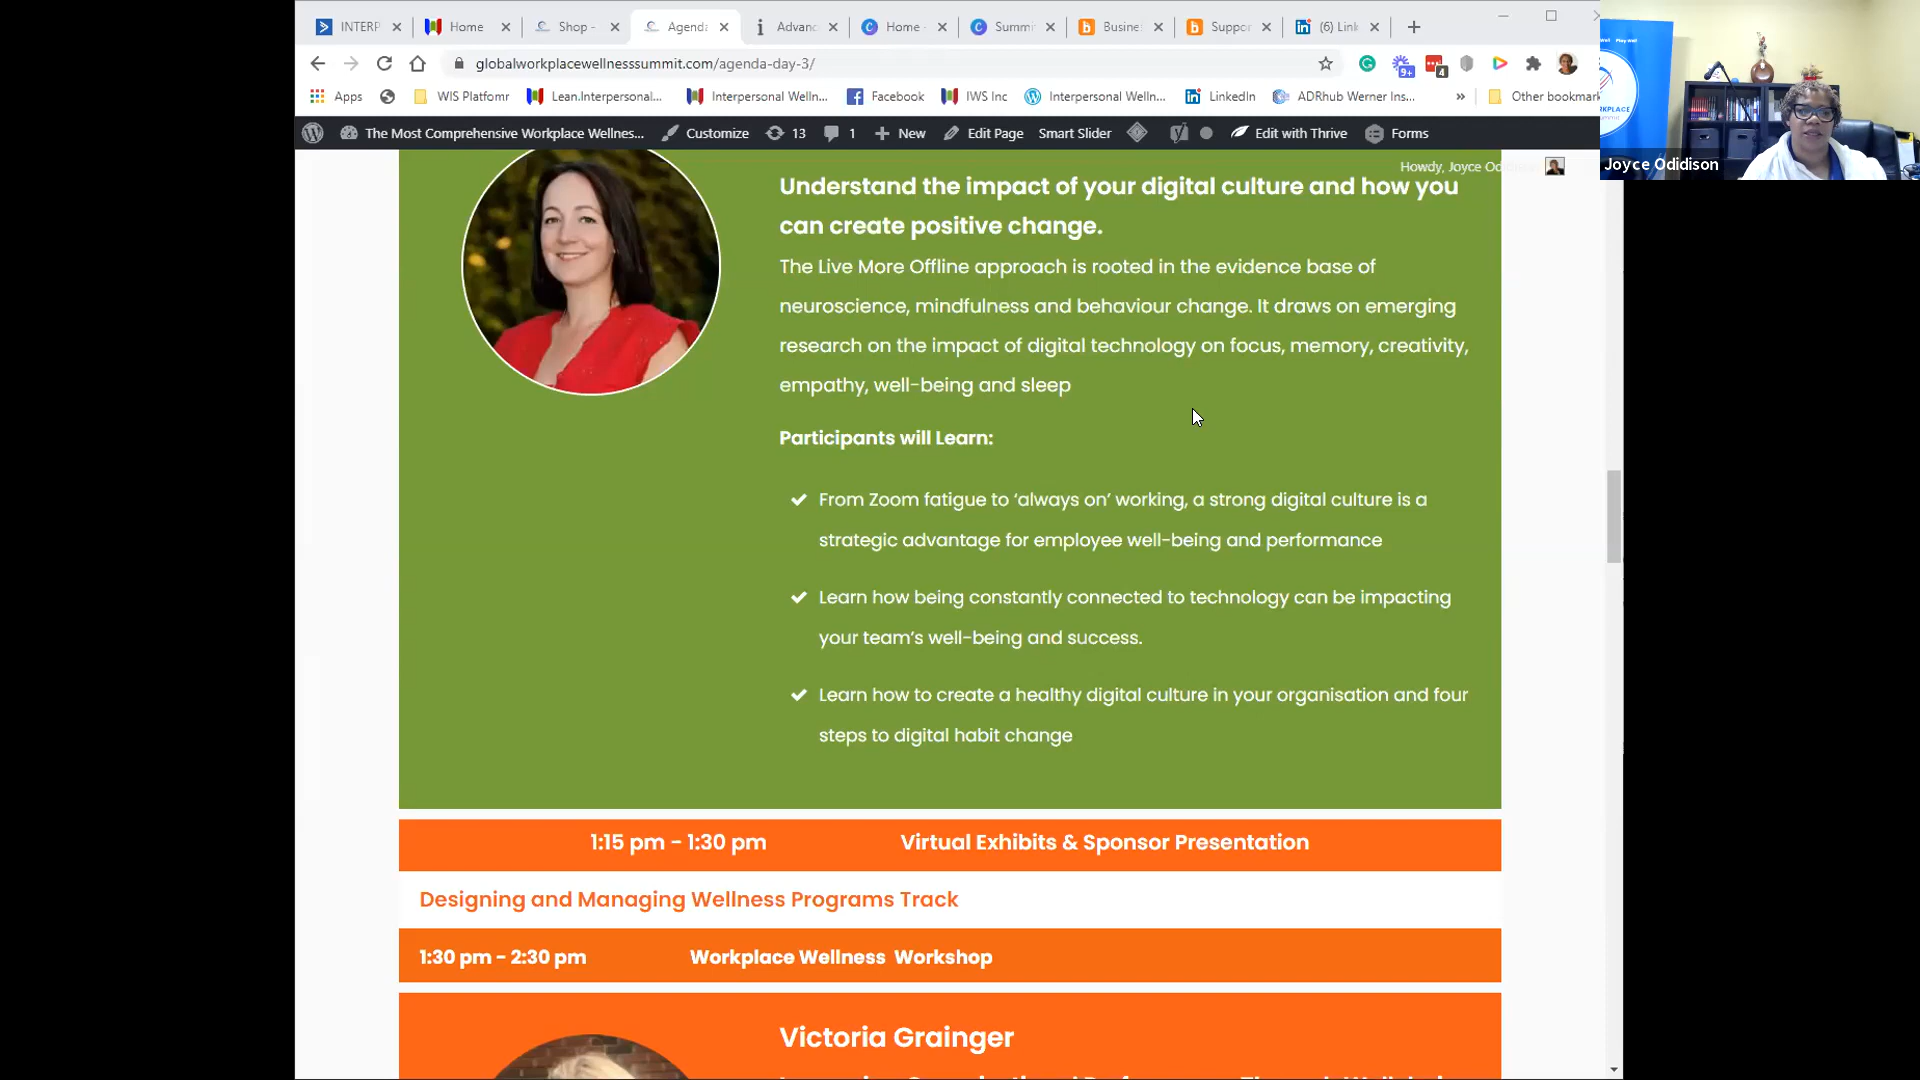 INTERP
Home
Shop -
Agenda
Advanc
Home -
Summi
Busine
Suppor
(6) Link
globalworkplacewellnesssummit.com/agenda-day-3/
9+
4
Apps
WIS Platfomr
Lean.Interpersonal...
Interpersonal Welln...
Facebook
IWS Inc
Interpersonal Welln...
LinkedIn
ADRhub Werner Ins...
»
Other bookmark
The Most Comprehensive Workplace Wellnes...
Customize
13
1
New
Edit Page
Smart Slider
Edit with Thrive
Forms
Howdy, Joyce Od
Joyce Odidison
Understand the impact of your digital culture and how you
can create positive change.
The Live More Offline approach is rooted in the evidence base of
neuroscience, mindfulness and behaviour change. It draws on emerging
research on the impact of digital technology on focus, memory, creativity,
empathy, well-being and sleep
Participants will Learn:
From Zoom fatigue to ‘always on’ working, a strong digital culture is a
strategic advantage for employee well-being and performance
Learn how being constantly connected to technology can be impacting
your team’s well-being and success.
Learn how to create a healthy digital culture in your organisation and four
steps to digital habit change
1:15 pm - 1:30 pm
Virtual Exhibits & Sponsor Presentation
Designing and Managing Wellness Programs Track
1:30 pm - 2:30 pm
Workplace Wellness Workshop
Victoria Grainger